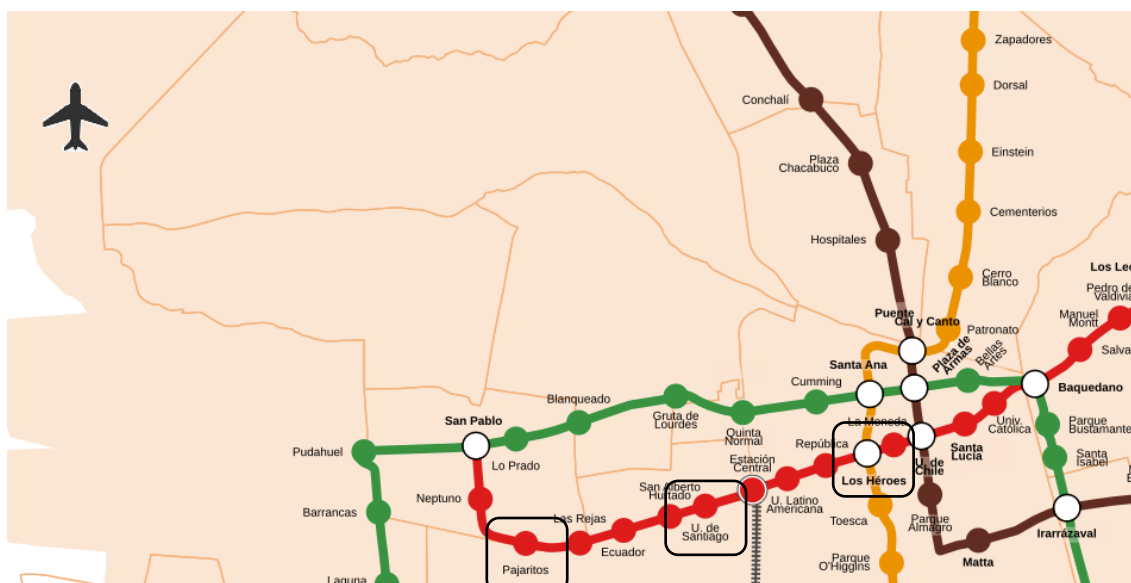 Zapadores
Dorsal
Conchalí
Einstein
Plaza
Chacabuco
Cementerios
Hospitales
Los Leo
Cerro
Blanco
Pedro de
Valdivia
Puente
Cal y Canto
Manuel
Montt
Patronato
Plaza de
Armas
Bellas
Artes
Salva
Santa Ana
Cumming
Baquedano
Blanqueado
Gruta de
Lourdes
San Pablo
La Moneda
Univ.
Católica
Parque
Bustamante
Quinta
Normal
República
Santa
Lucía
Pudahuel
Lo Prado
Estación
Central
U. de
Chile
Santa
Isabel
Los Héroes
San Alberto
Hurtado
Neptuno
U. Latino
Americana
Barrancas
Las Rejas
U. de
Santiago
Toesca
Parque
Almagro
Irarrázaval
Ecuador
Matta
Pajaritos
Parque
O'Higgins
Laguna